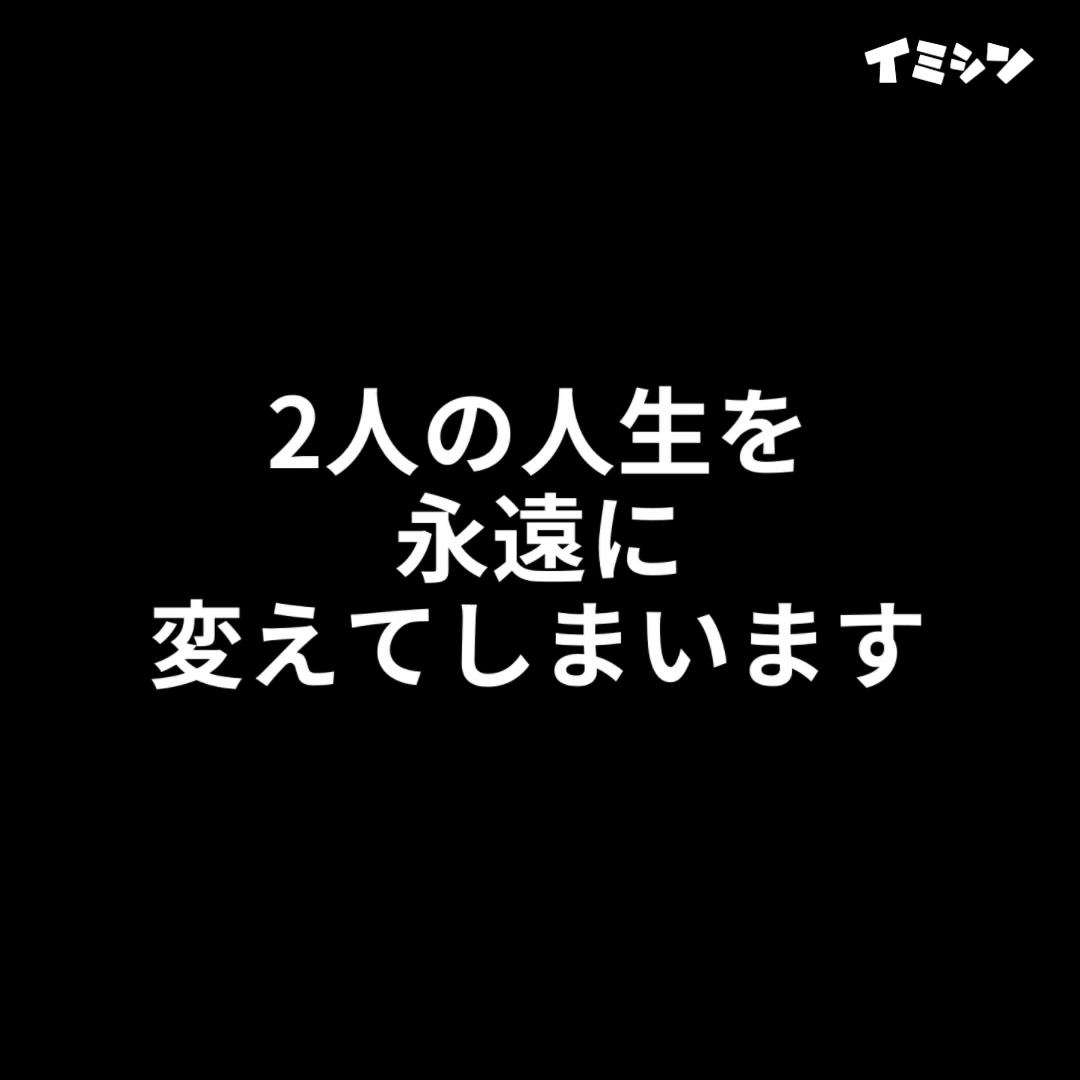 イミシン
2人の人生を
永遠に
変えてしまいます